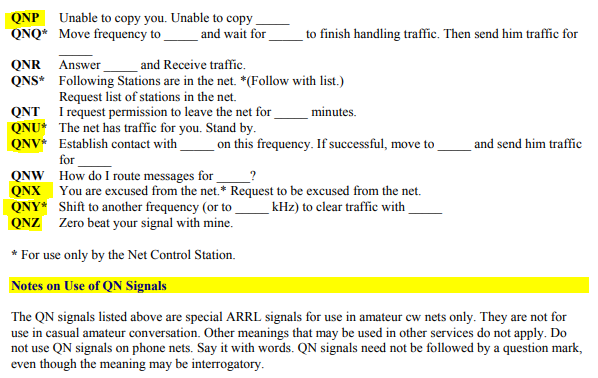 QNP Unable to copy you. Unable to copy _____
QNQ* Move frequency to _____ and wait for _____ to finish handling traffic. Then send him traffic for
_____
QNR Answer _____ and Receive traffic.
QNS* Following Stations are in the net. *(Follow with list.)
Request list of stations in the net.
QNT I request permission to leave the net for _____ minutes.
QNU* The net has traffic for you. Stand by.
QNV* Establish contact with _____ on this frequency. If successful, move to _____ and send him traffic
for _____
QNW How do I route messages for _____?
QNX You are excused from the net.* Request to be excused from the net.
QNY* Shift to another frequency (or to _____ kHz) to clear traffic with _____
QNZ Zero beat your signal with mine.
* For use only by the Net Control Station.
Notes on Use of QN Signals
The QN signals listed above are special ARRL signals for use in amateur cw nets only. They are not for
use in casual amateur conversation. Other meanings that may be used in other services do not apply. Do
not use QN signals on phone nets. Say it with words. QN signals need not be followed by a question mark,
even though the meaning may be interrogatory.